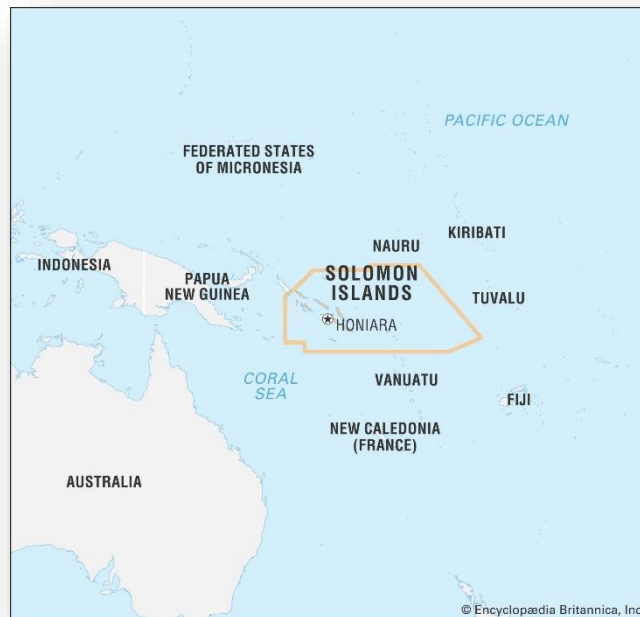 PACIFIC OCEAN
FEDERATED STATES
OF MICRONESIA
KIRIBATI
NAURU
INDONESIA
PAPUA
NEW GUINEA
SOLOMON
ISLANDS
TUVALU
HONIARA
CORAL
SEA
VANUATU
FIJI
NEW CALEDONIA
(FRANCE)
AUSTRALIA
© Encyclopædia Britannica, Inc